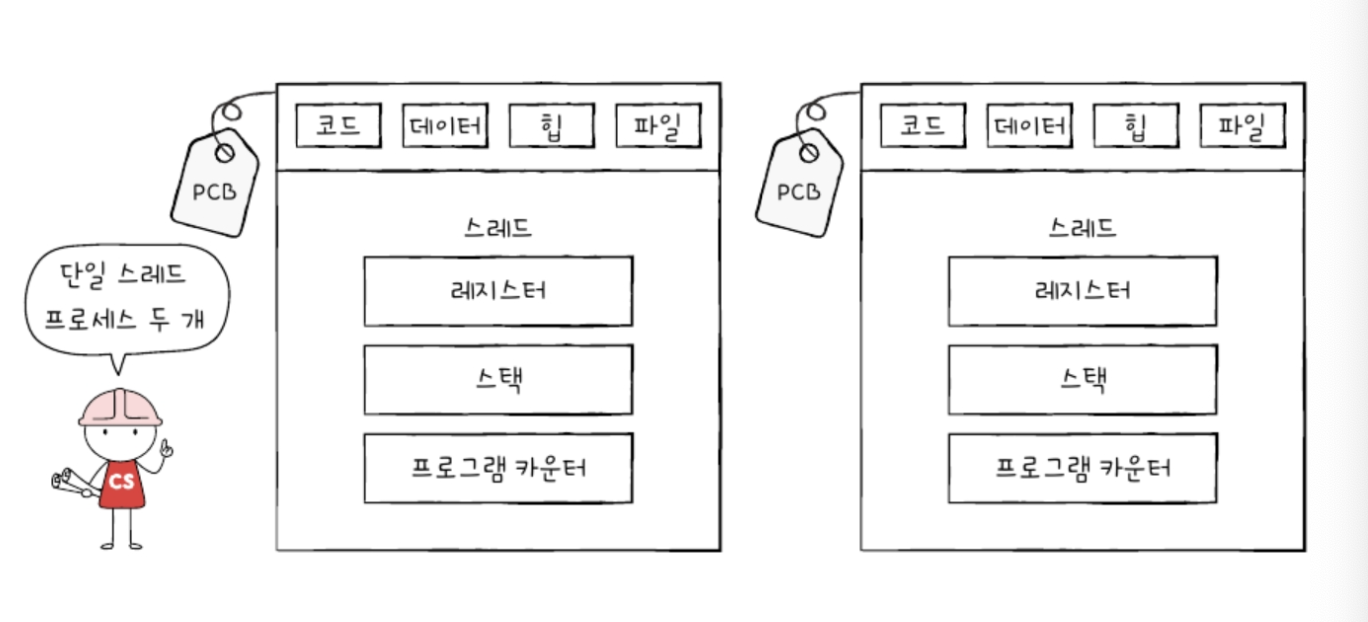 단일 스레드
프로세스 두 개
CS
PCB
코드 데이터 힙 파일
스레드
레지스터
스택
프로그램 카운터
PCB
코드 데이터 힙 파일
스레드
레지스터
스택
프로그램 카운터